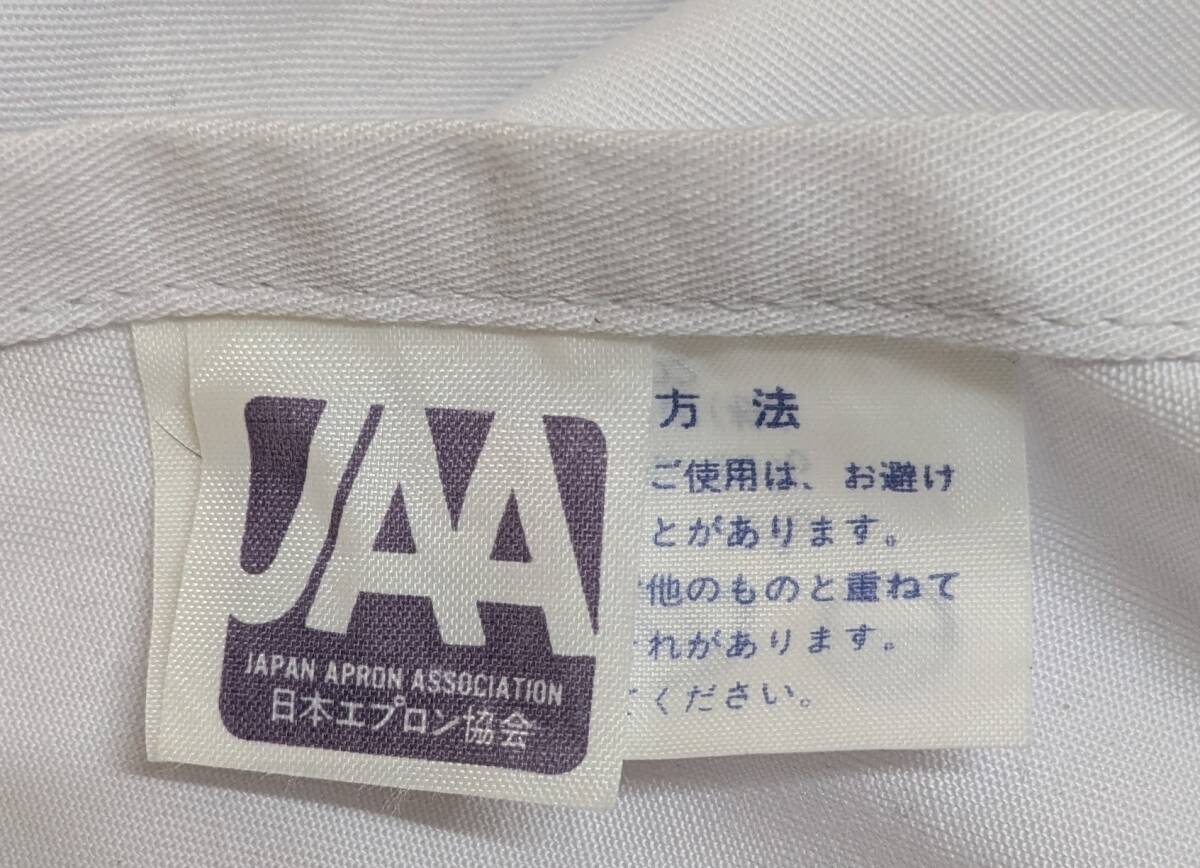 JAA
JAPAN APRON ASSOCIATION
日本エプロン協会
方法
ご使用は、お避け
とがあります。
他のものと重ねて
れがあります。
ください。